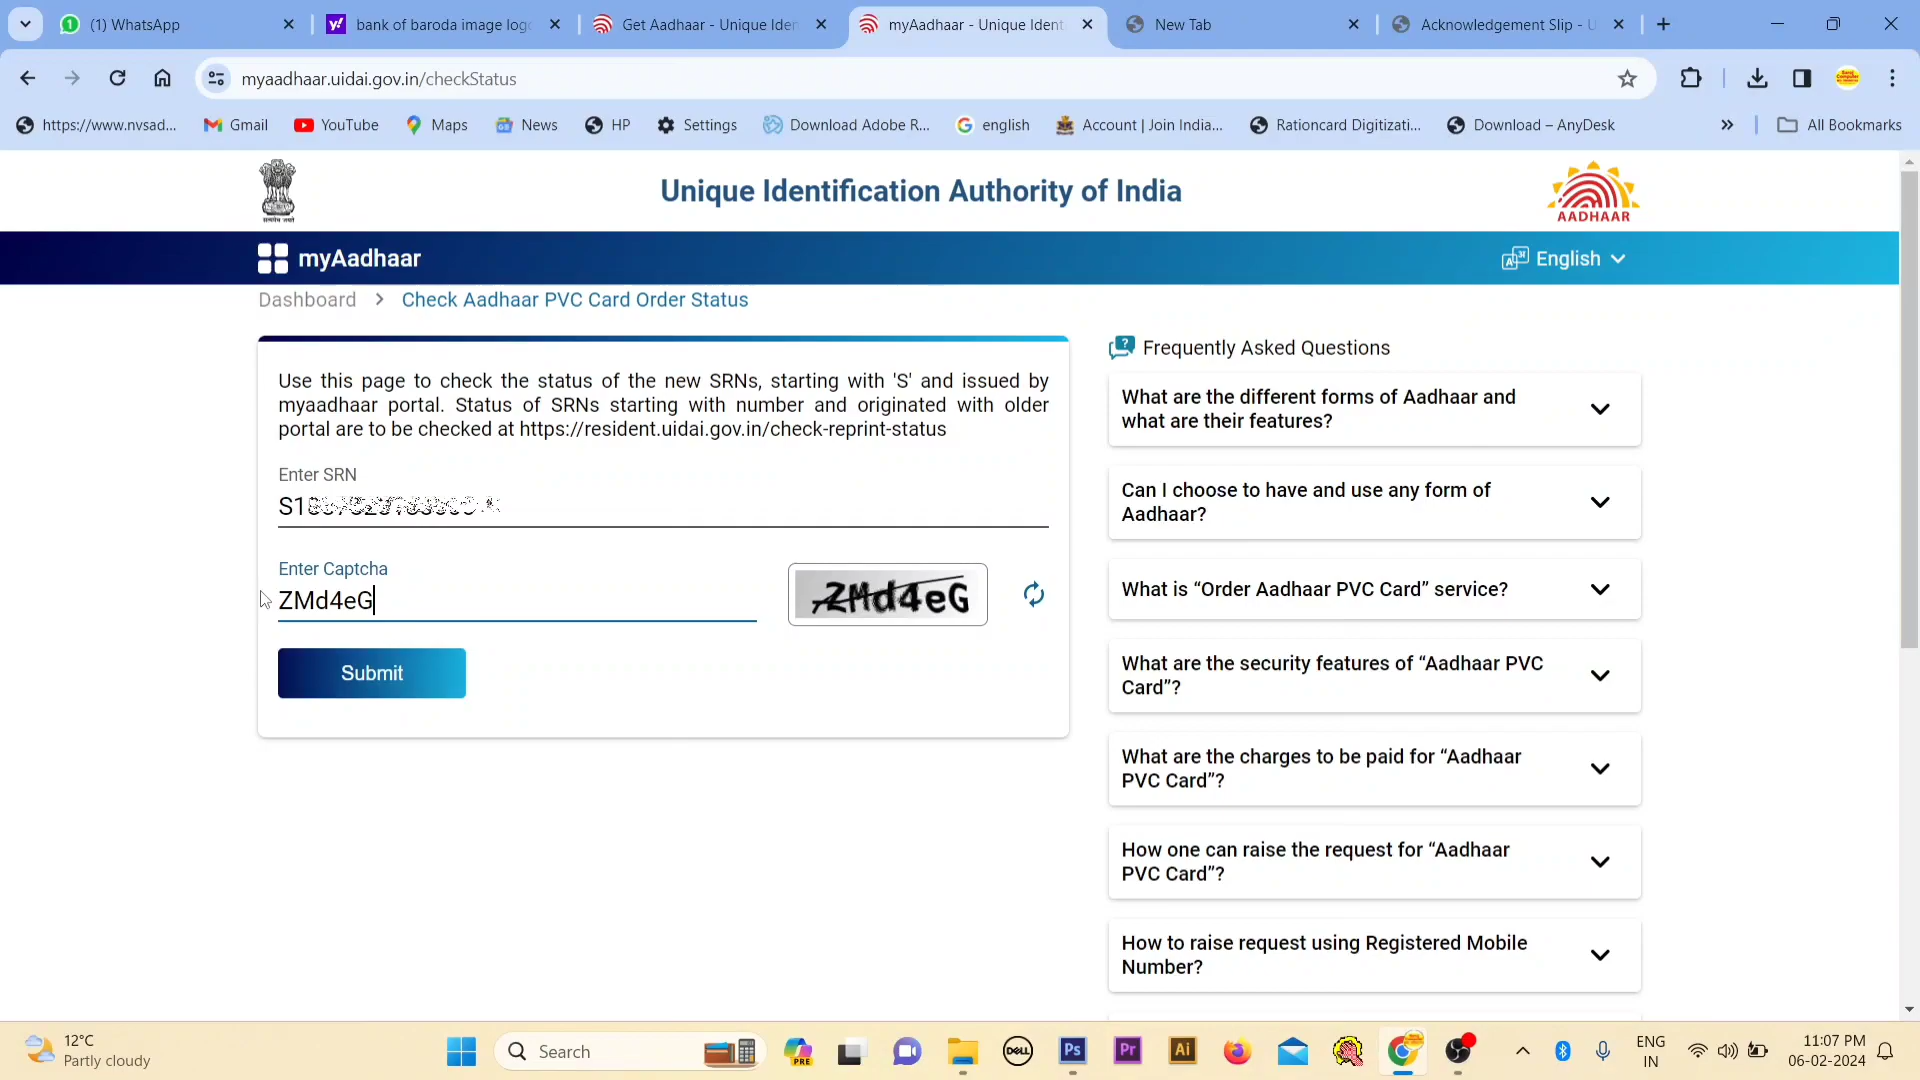 (1) WhatsApp
bank of baroda image log
Get Aadhaar - Unique Iden
myAadhaar - Unique Identi
New Tab
Acknowledgement Slip - U
myaadhaar.uidai.gov.in/checkStatus
https://www.nvsad...
Gmail
YouTube
Maps
News
HP
Settings
Download Adobe R...
english
Account | Join India...
Rationcard Digitizati...
Download – AnyDesk
All Bookmarks
सत्यमेव जयते
Unique Identification Authority of India
AADHAAR
myAadhaar
English
Dashboard > Check Aadhaar PVC Card Order Status
Use this page to check the status of the new SRNs, starting with 'S' and issued by
myaadhaar portal. Status of SRNs starting with number and originated with older
portal are to be checked at https://resident.uidai.gov.in/check-reprint-status
Enter SRN
Enter Captcha
ZMd4eG
ZMd4eG
Submit
Frequently Asked Questions
What are the different forms of Aadhaar and
what are their features?
Can I choose to have and use any form of
Aadhaar?
What is “Order Aadhaar PVC Card” service?
What are the security features of “Aadhaar PVC
Card”?
What are the charges to be paid for “Aadhaar
PVC Card”?
How one can raise the request for “Aadhaar
PVC Card”?
How to raise request using Registered Mobile
Number?
12°C
Partly cloudy
Search
PRE
DELL
Ps
Pr
Ai
ENG
IN
11:07 PM
06-02-2024